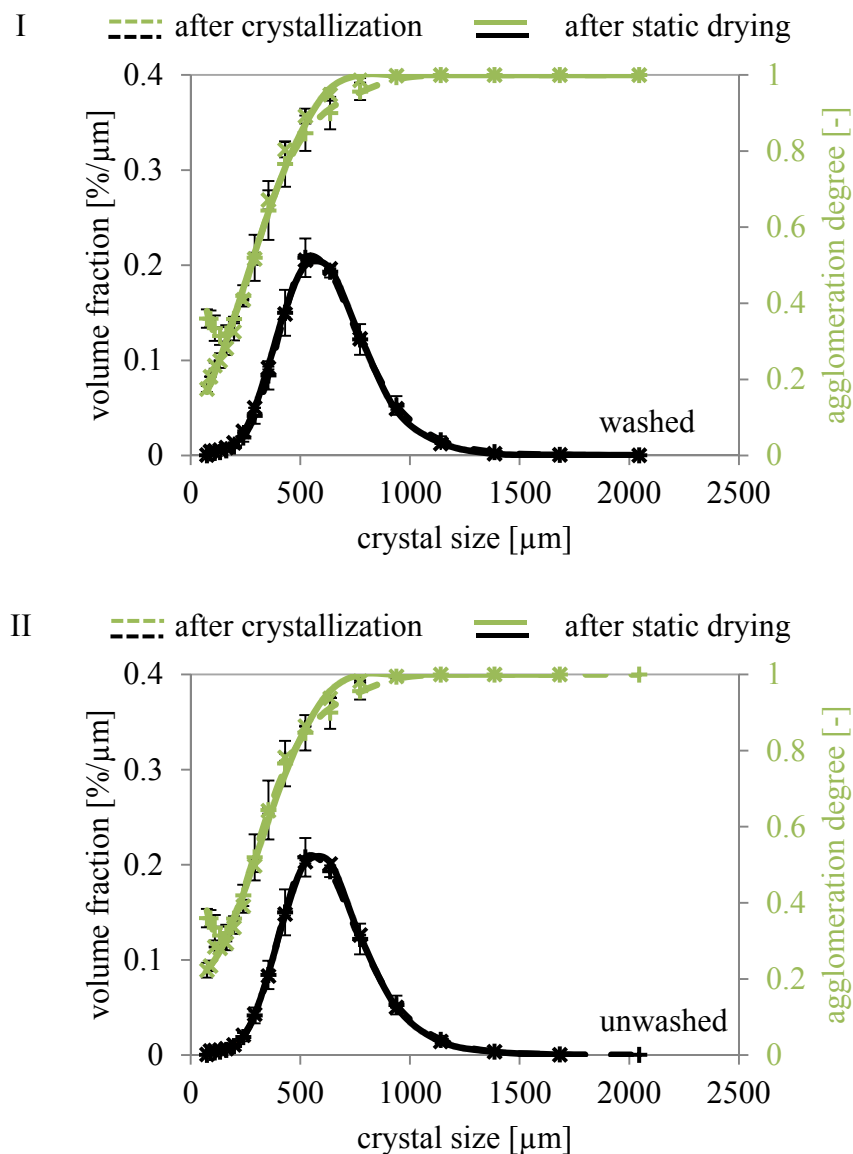 I
after crystallization
after static drying
volume fraction [%/µm]
0.4
0.3
0.2
0.1
0
1
0.8
0.6
0.4
0.2
0
agglomeration degree [-]
washed
0
500
1000
1500
2000
2500
crystal size [µm]
II
after crystallization
after static drying
volume fraction [%/µm]
0.4
0.3
0.2
0.1
0
1
0.8
0.6
0.4
0.2
0
agglomeration degree [-]
unwashed
0
500
1000
1500
2000
2500
crystal size [µm]